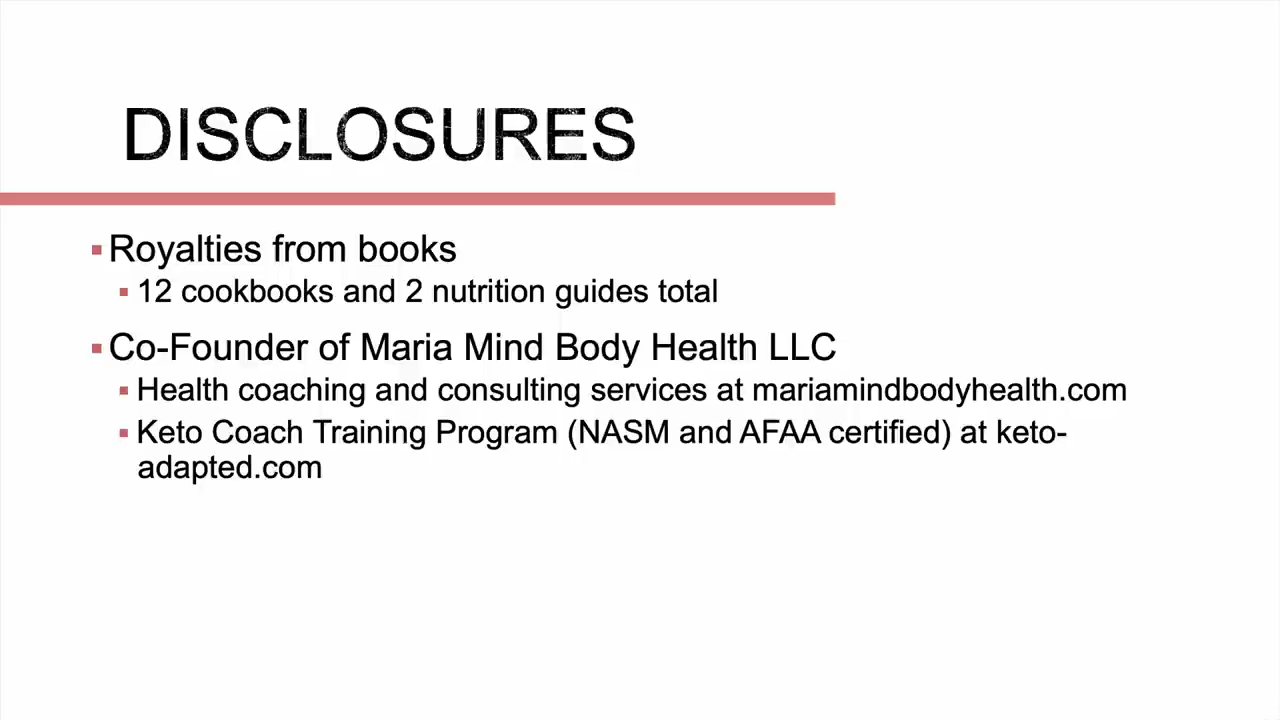 DISCLOSURES
Royalties from books
12 cookbooks and 2 nutrition guides total
Co-Founder of Maria Mind Body Health LLC
Health coaching and consulting services at mariamindbodyhealth.com
Keto Coach Training Program (NASM and AFAA certified) at keto-
adapted.com